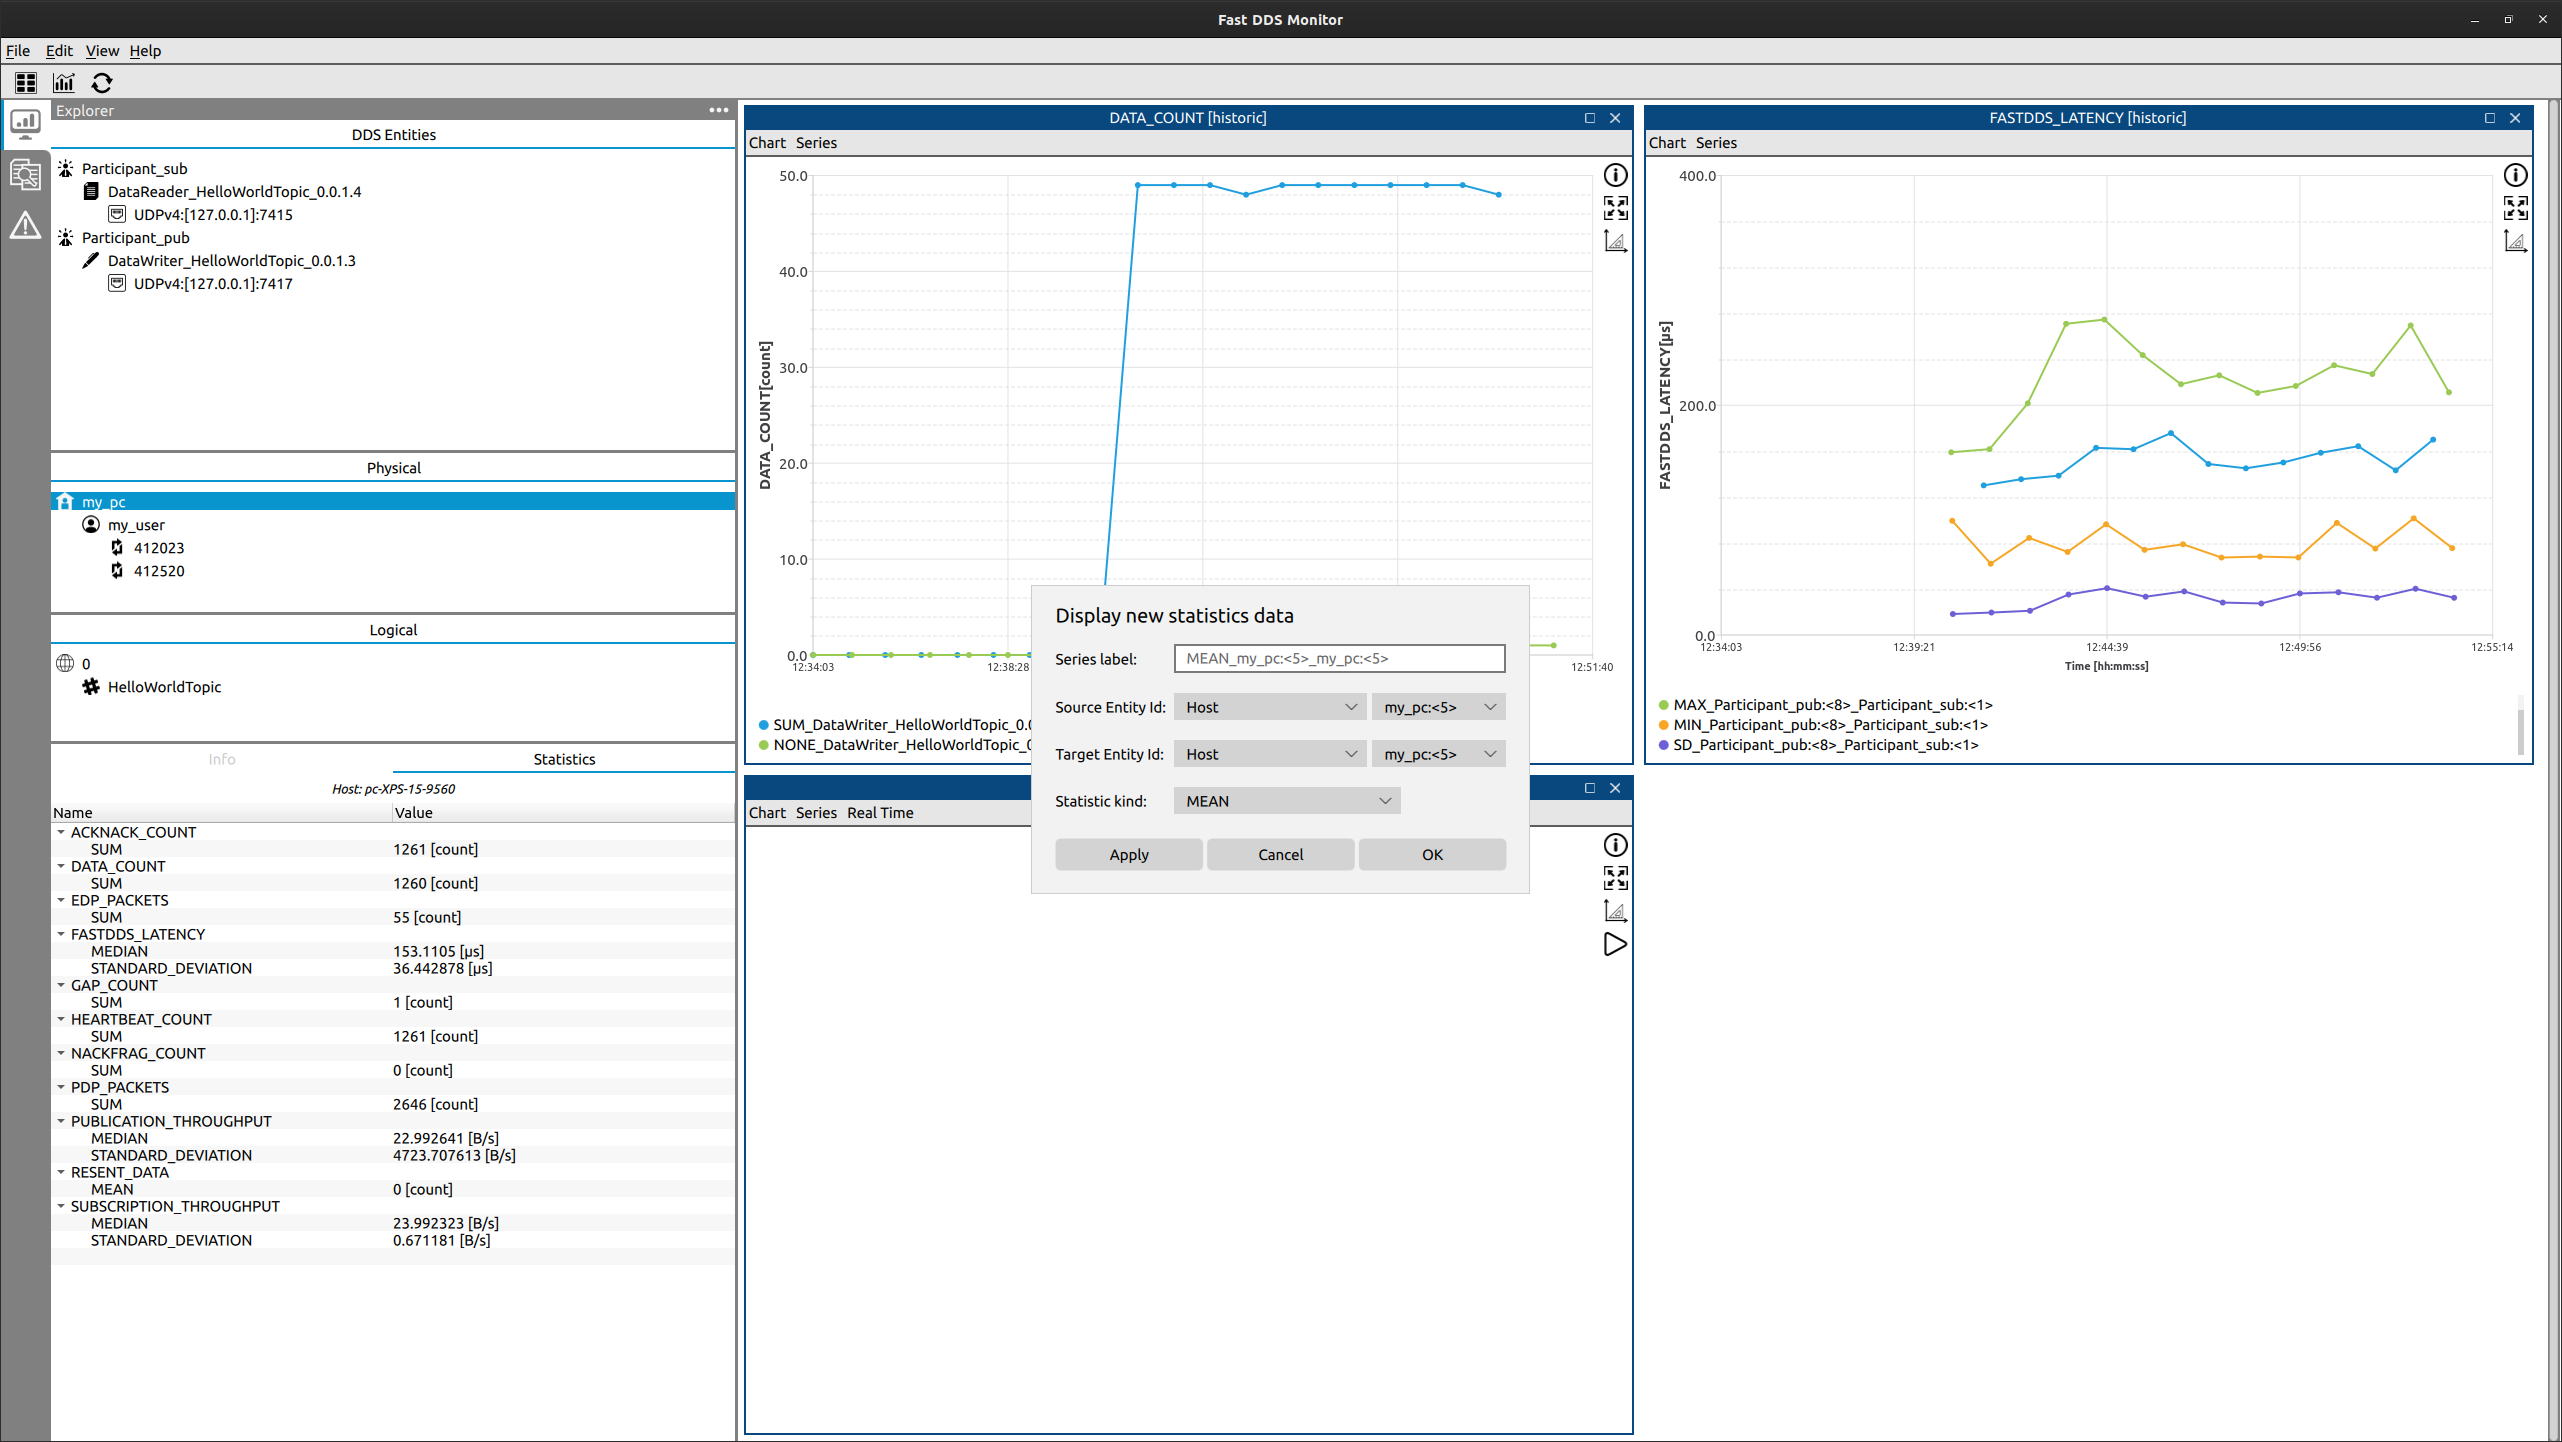 Fast DDS Monitor
File Edit View Help
Explorer
DDS Entities
Participant_sub
DataReader_HelloWorldTopic_0.0.1.4
UDPv4:[127.0.0.1]:7415
Participant_pub
DataWriter_HelloWorldTopic_0.0.1.3
UDPv4:[127.0.0.1]:7417
Physical
my_pc
my_user
412023
412520
Logical
0
HelloWorldTopic
Info Statistics
Host: pc-XPS-15-9560
Name Value
ACKNACK_COUNT
SUM 1261 [count]
DATA_COUNT
SUM 1260 [count]
EDP_PACKETS
SUM 55 [count]
FASTDDS_LATENCY
MEDIAN 153.1105 [µs]
STANDARD_DEVIATION 36.442878 [µs]
GAP_COUNT
SUM 1 [count]
HEARTBEAT_COUNT
SUM 1261 [count]
NACKFRAG_COUNT
SUM 0 [count]
PDP_PACKETS
SUM 2646 [count]
PUBLICATION_THROUGHPUT
MEDIAN 22.992641 [B/s]
STANDARD_DEVIATION 4723.707613 [B/s]
RESENT_DATA
MEAN 0 [count]
SUBSCRIPTION_THROUGHPUT
MEDIAN 23.992323 [B/s]
STANDARD_DEVIATION 0.671181 [B/s]
DATA_COUNT [historic]
Chart Series
DATA_COUNT[count]
50.0
40.0
30.0
20.0
10.0
0.0
12:34:03 12:38:28 12:51:40
SUM_DataWriter_HelloWorldTopic_0.0
NONE_DataWriter_HelloWorldTopic_0
FASTDDS_LATENCY [historic]
Chart Series
FASTDDS_LATENCY[µs]
400.0
200.0
0.0
12:34:03 12:39:21 12:44:39 12:49:56 12:55:14
Time [hh:mm:ss]
MAX_Participant_pub:<8>_Participant_sub:<1>
MIN_Participant_pub:<8>_Participant_sub:<1>
SD_Participant_pub:<8>_Participant_sub:<1>
Chart Series Real Time
Display new statistics data
Series label: MEAN_my_pc:<5>_my_pc:<5>
Source Entity Id: Host my_pc:<5>
Target Entity Id: Host my_pc:<5>
Statistic kind: MEAN
Apply Cancel OK